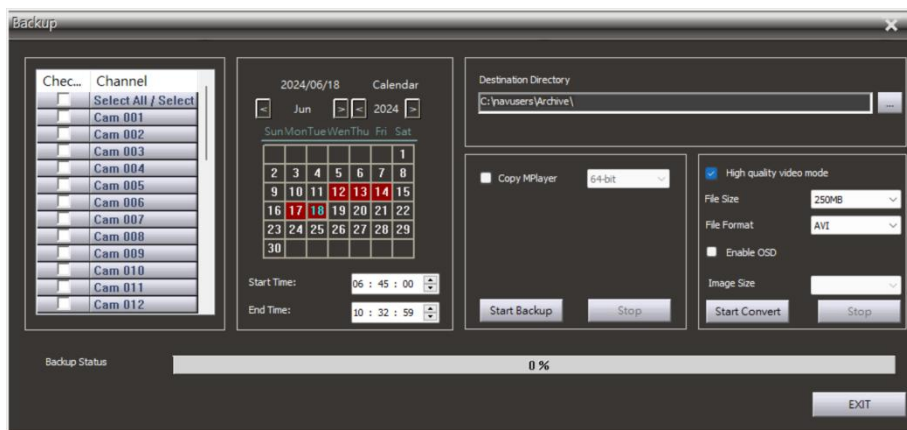 Backup
Chec... Channel
Select All / Select
Cam 001
Cam 002
Cam 003
Cam 004
Cam 005
Cam 006
Cam 007
Cam 008
Cam 009
Cam 010
Cam 011
Cam 012
2024/06/18 Calendar
< Jun > < 2024 >
Sun Mon Tue Wen Thu Fri Sat
1
2 3 4 5 6 7 8
9 10 11 12 13 14 15
16 17 18 19 20 21 22
23 24 25 26 27 28 29
30
Start Time: 06 : 45 : 00
End Time: 10 : 32 : 59
Destination Directory
C:\navusers\Archive\ ...
Copy MPlayer 64-bit
Start Backup Stop
High quality video mode
File Size 250MB
File Format AVI
Enable OSD
Image Size
Start Convert Stop
Backup Status 0 %
EXIT